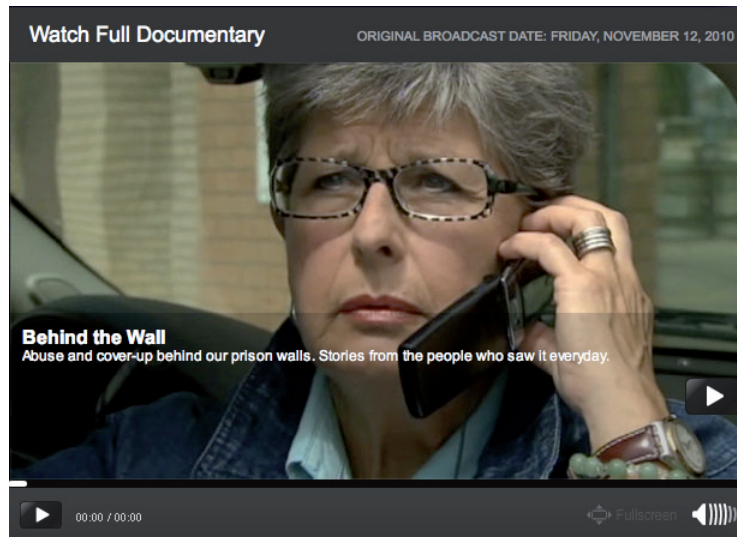 Watch Full Documentary
ORIGINAL BROADCAST DATE: FRIDAY, NOVEMBER 12, 2010
Behind the Wall
Abuse and cover-up behind our prison walls. Stories from the people who saw it everyday.
00:00 / 00:00
Fullscreen